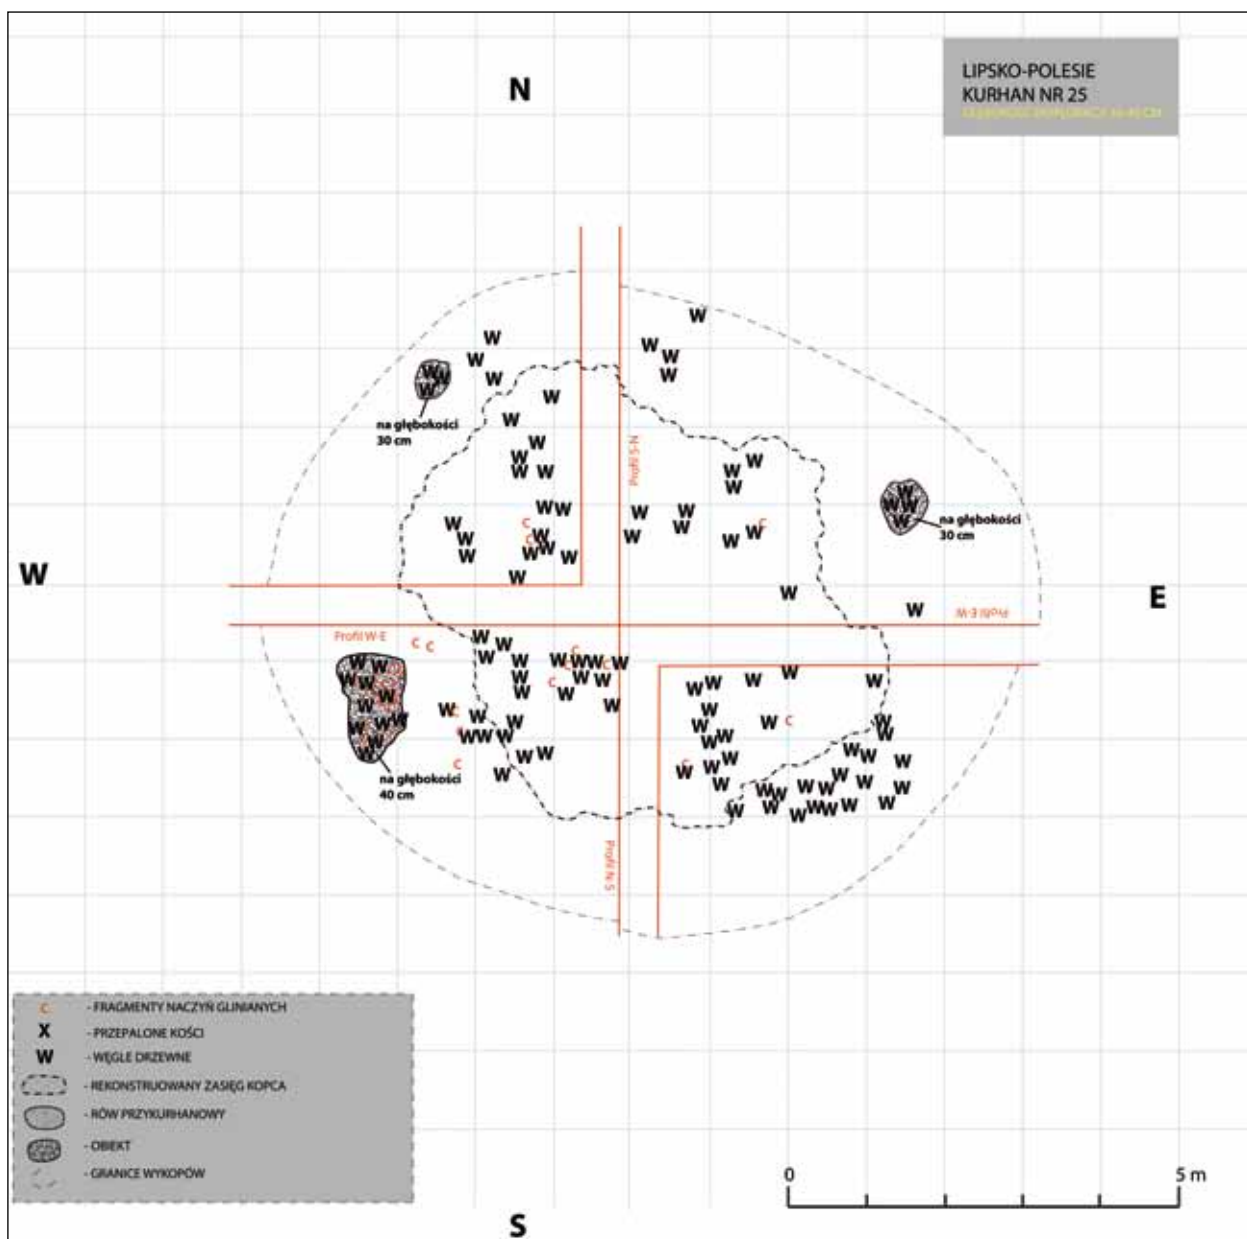 N
LIPSKO-POLESIE
KURHAN NR 25
na głębokości
30 cm
Profil S-N
na głębokości
30 cm
W
E
Profil E-W
Profil W-E
na głębokości
40 cm
Profil N-S
C - FRAGMENTY NACZYŃ GLINIANYCH
X - PRZEPALONE KOŚCI
W - WĘGLE DRZEWNE
- REKONSTRUOWANY ZASIĘG KOPCA
- RÓW PRZYKURHANOWY
- OBIEKT
- GRANICE WYKOPÓW
0 5 m
S